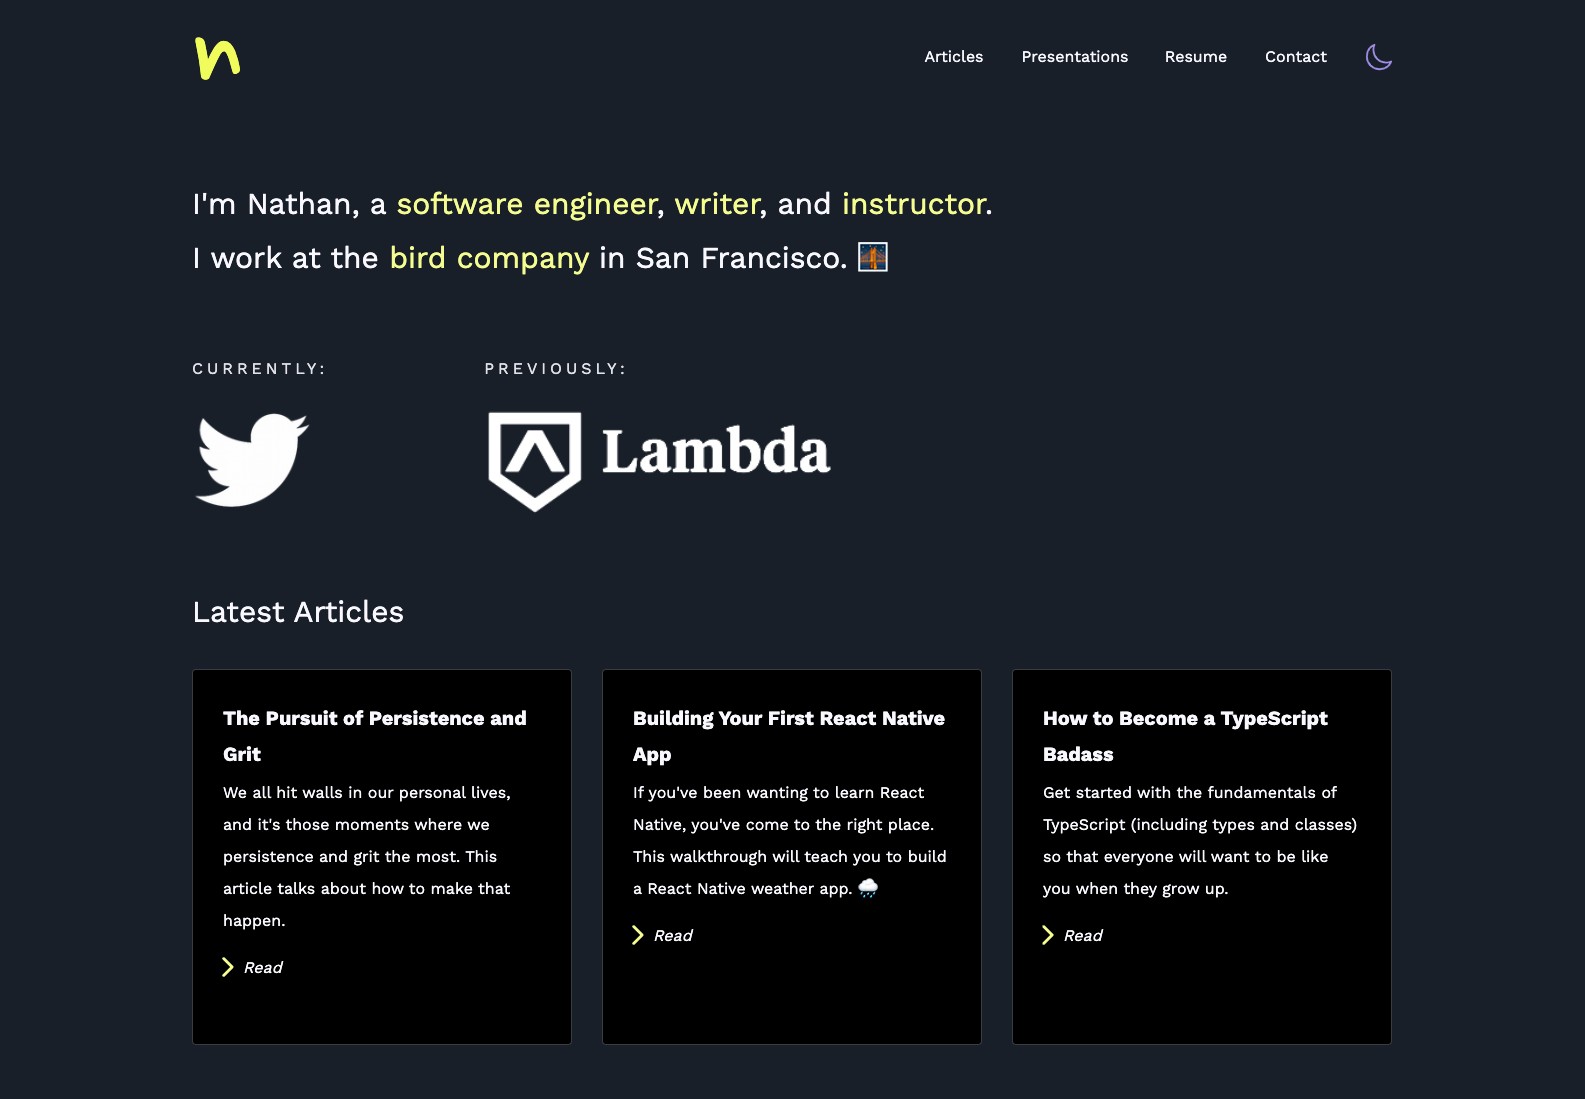 n
Articles Presentations Resume Contact
I'm Nathan, a software engineer, writer, and instructor.
I work at the bird company in San Francisco. 🌉
CURRENTLY:
PREVIOUSLY:
Lambda
Latest Articles
The Pursuit of Persistence and
Grit
We all hit walls in our personal lives,
and it's those moments where we
persistence and grit the most. This
article talks about how to make that
happen.
Read
Building Your First React Native
App
If you've been wanting to learn React
Native, you've come to the right place.
This walkthrough will teach you to build
a React Native weather app. 🌧️
Read
How to Become a TypeScript
Badass
Get started with the fundamentals of
TypeScript (including types and classes)
so that everyone will want to be like
you when they grow up.
Read